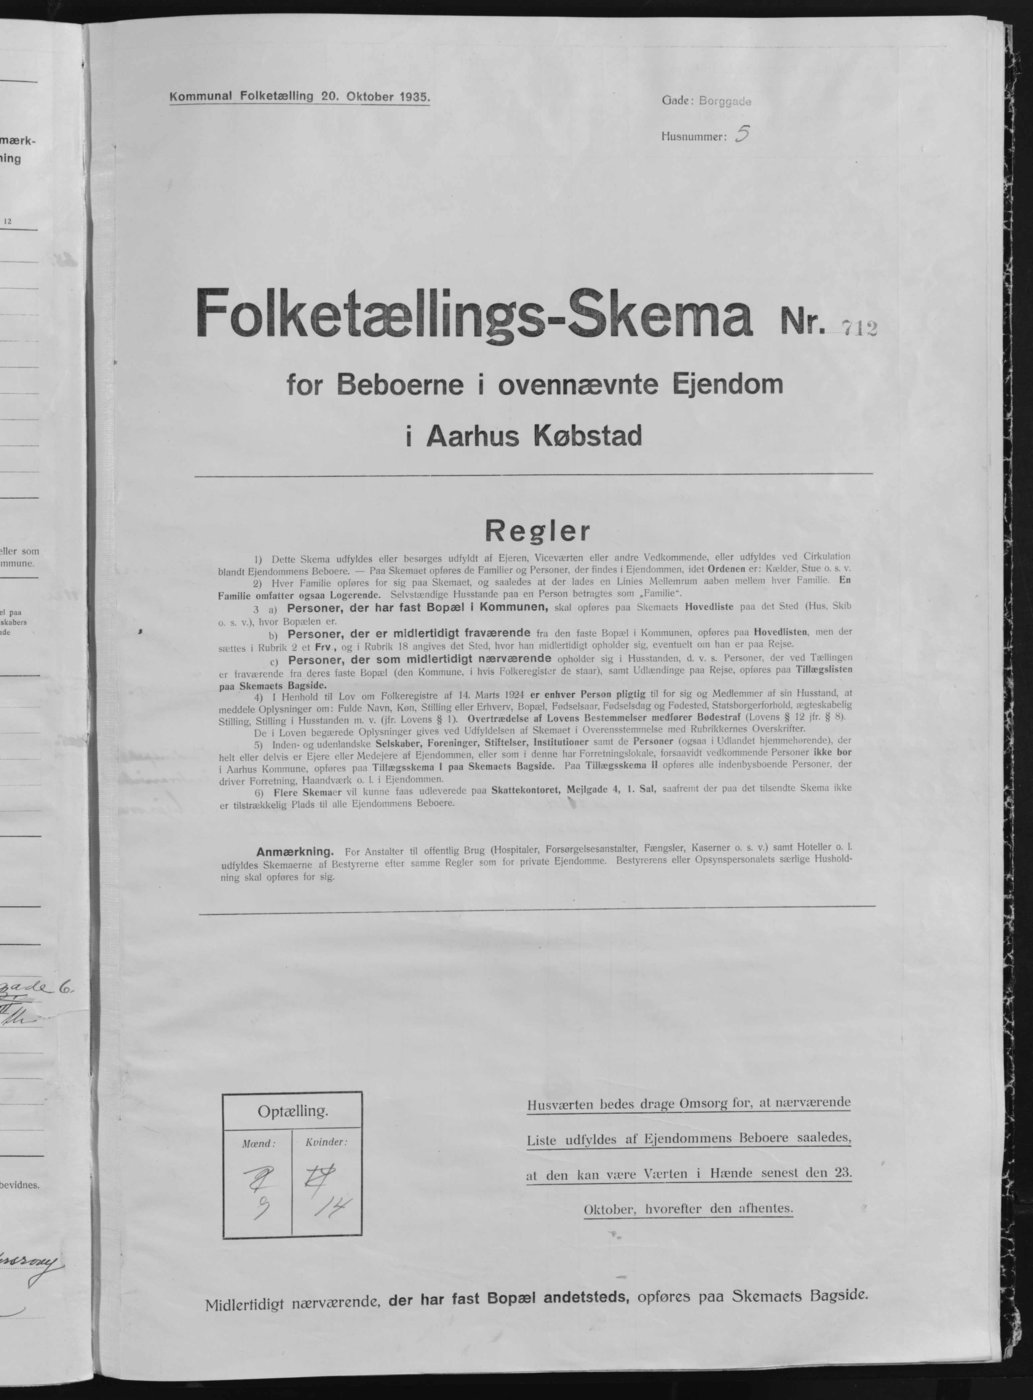 mærk-
ning
12
eller som
mmune.
el paa
skabers
ade
gade 6.
bevidnes.
Kommunal Folketælling 20. Oktober 1935.
Gade: Borggade
Husnummer: 5
Folketællings-Skema Nr. 712
for Beboerne i ovennævnte Ejendom
i Aarhus Købstad
Regler
1) Dette Skema udfyldes eller besørges udfyldt af Ejeren, Viceværten eller andre Vedkommende, eller udfyldes ved Cirkulation
blandt Ejendommens Beboere. — Paa Skemaet opføres de Familier og Personer, der findes i Ejendommen, idet Ordenen er: Kælder, Stue o. s. v.
2) Hver Familie opføres for sig paa Skemaet, og saaledes at der lades en Linies Mellemrum aaben mellem hver Familie. En
Familie omfatter ogsaa Logerende. Selvstændige Husstande paa en Person betragtes som „Familie“.
3 a) Personer, der har fast Bopæl i Kommunen, skal opføres paa Skemaets Hovedliste paa det Sted (Hus, Skib
o. s. v.), hvor Bopælen er.
b) Personer, der er midlertidigt fraværende fra den faste Bopæl i Kommunen, opføres paa Hovedlisten, men der
sættes i Rubrik 2 et Frv., og i Rubrik 18 angives det Sted, hvor han midlertidigt opholder sig, eventuelt om han er paa Rejse.
c) Personer, der som midlertidigt nærværende opholder sig i Husstanden, d. v. s. Personer, der ved Tællingen
er fraværende fra deres faste Bopæl (den Kommune, i hvis Folkeregister de staar), samt Udlændinge paa Rejse, opføres paa Tillægslisten
paa Skemaets Bagside.
4) I Henhold til Lov om Folkeregistre af 14. Marts 1924 er enhver Person pligtig til for sig og Medlemmer af sin Husstand, at
meddele Oplysninger om: Fulde Navn, Køn, Stilling eller Erhverv, Bopæl, Fødselsaar, Fødselsdag og Fødested, Statsborgerforhold, ægteskabelig
Stilling, Stilling i Husstanden m. v. (jfr. Lovens § 1). Overtrædelse af Lovens Bestemmelser medfører Bødestraf (Lovens § 12 jfr. § 8).
De i Loven begærede Oplysninger gives ved Udfyldelsen af Skemaet i Overensstemmelse med Rubrikkernes Overskrifter.
5) Inden- og udenlandske Selskaber, Foreninger, Stiftelser, Institutioner samt de Personer (ogsaa i Udlandet hjemmehørende), der
helt eller delvis er Ejere eller Medejere af Ejendommen, eller som i denne har Forretningslokale, forsaavidt vedkommende Personer ikke bor
i Aarhus Kommune, opføres paa Tillægsskema I paa Skemaets Bagside. Paa Tillægsskema II opføres alle indenbysboende Personer, der
driver Forretning, Haandværk o. l. i Ejendommen.
6) Flere Skemaer vil kunne faas udleverede paa Skattekontoret, Mejlgade 4, 1. Sal, saafremt der paa det tilsendte Skema ikke
er tilstrækkelig Plads til alle Ejendommens Beboere.
Anmærkning. For Anstalter til offentlig Brug (Hospitaler, Forsørgelsesanstalter, Fængsler, Kaserner o. s. v.) samt Hoteller o. l.
udfyldes Skemaerne af Bestyrerne efter samme Regler som for private Ejendomme. Bestyrerens eller Opsynspersonalets særlige Hushold-
ning skal opføres for sig.
Optælling.
Mænd: Kvinder:
9 14
Husværten bedes drage Omsorg for, at nærværende
Liste udfyldes af Ejendommens Beboere saaledes,
at den kan være Værten i Hænde senest den 23.
Oktober, hvorefter den afhentes.
Midlertidigt nærværende, der har fast Bopæl andetsteds, opføres paa Skemaets Bagside.